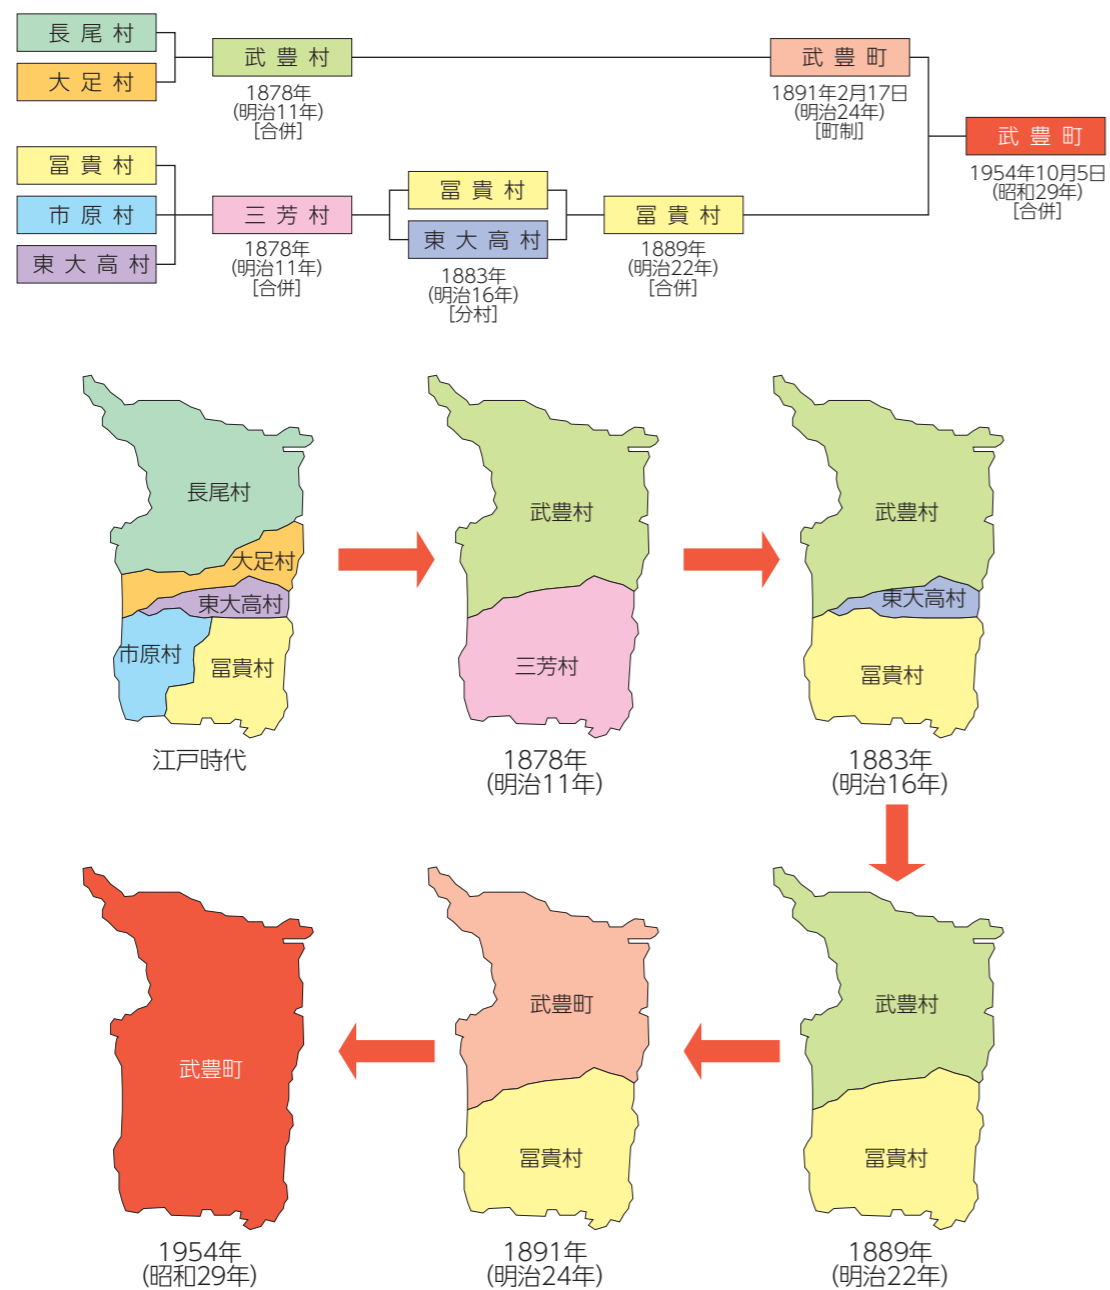 長尾村
大足村
武豊村
1878年
(明治11年)
[合併]
武豊町
1891年2月17日
(明治24年)
[町制]
冨貴村
市原村
東大高村
三芳村
1878年
(明治11年)
[合併]
冨貴村
東大高村
1883年
(明治16年)
[分村]
冨貴村
1889年
(明治22年)
[合併]
武豊町
1954年10月5日
(昭和29年)
[合併]
長尾村
大足村
東大高村
市原村
冨貴村
江戸時代
武豊村
三芳村
1878年
(明治11年)
武豊村
東大高村
冨貴村
1883年
(明治16年)
武豊町
1954年
(昭和29年)
武豊町
冨貴村
1891年
(明治24年)
武豊村
冨貴村
1889年
(明治22年)